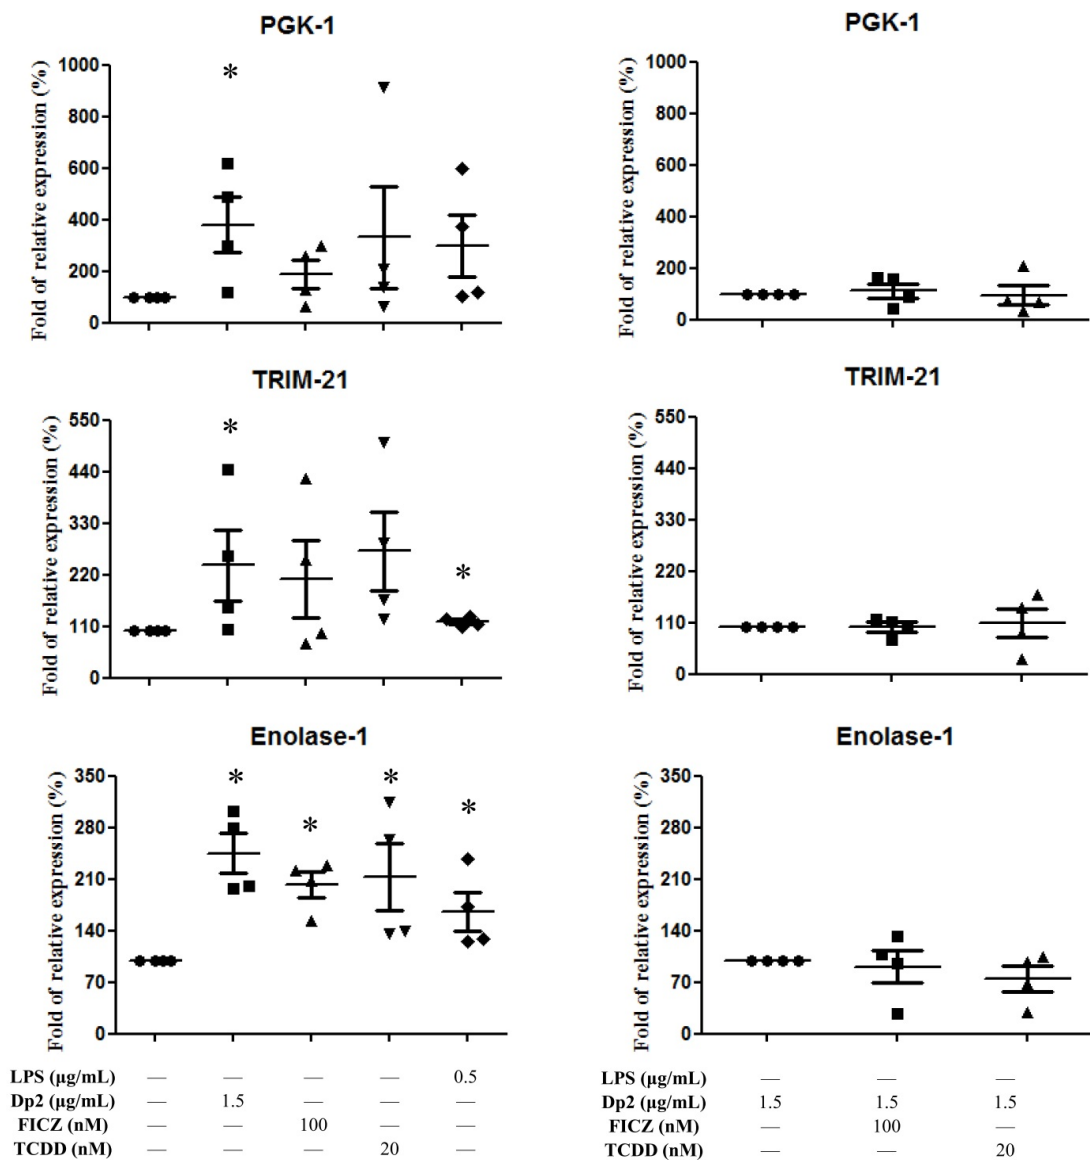 PGK-1
Fold of relative expression (%)
1000
800
600
400
200
0
*
PGK-1
Fold of relative expression (%)
1000
800
600
400
200
0
TRIM-21
Fold of relative expression (%)
550
440
330
220
110
0
*
*
TRIM-21
Fold of relative expression (%)
550
440
330
220
110
0
Enolase-1
Fold of relative expression (%)
350
280
210
140
70
0
* * * *
Enolase-1
Fold of relative expression (%)
350
280
210
140
70
0
LPS (μg/mL) — — — — 0.5
Dp2 (μg/mL) — 1.5 — — —
FICZ (nM) — — 100 — —
TCDD (nM) — — — 20 —
LPS (μg/mL) — — —
Dp2 (μg/mL) 1.5 1.5 1.5
FICZ (nM) — 100 —
TCDD (nM) — — 20